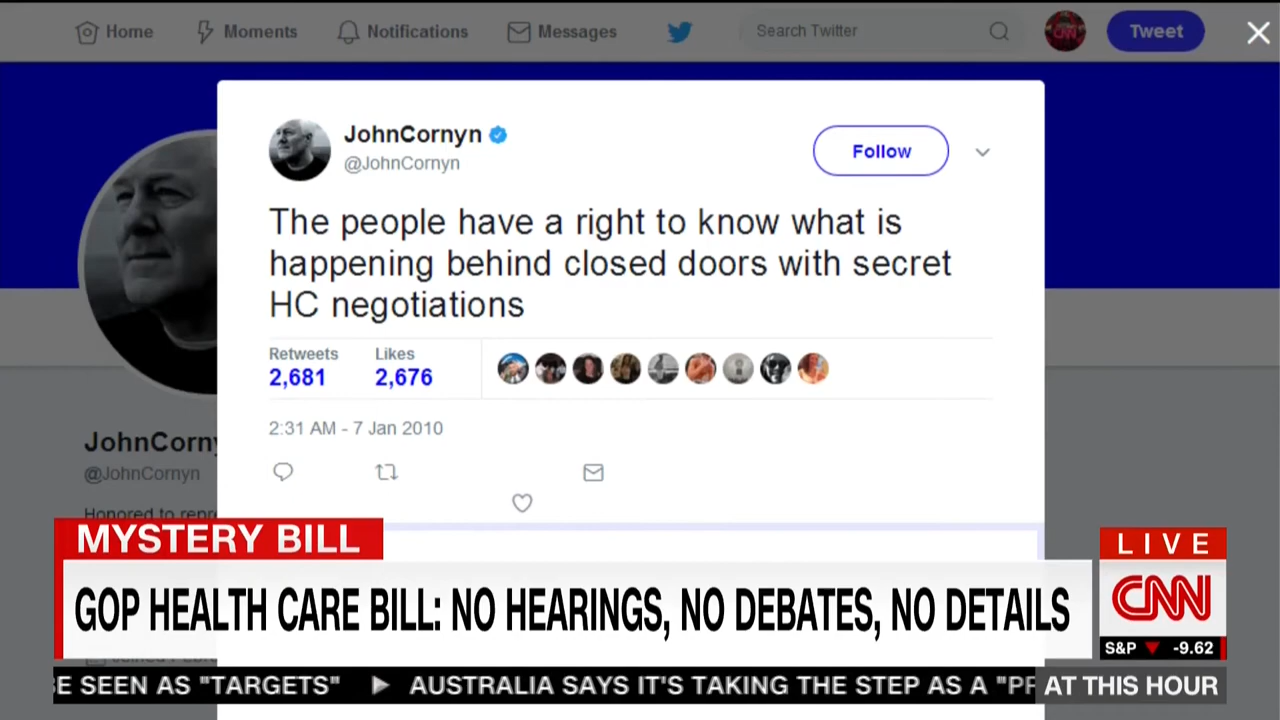 Home Moments Notifications Messages Search Twitter Tweet
JohnCornyn
@JohnCornyn
Follow
The people have a right to know what is
happening behind closed doors with secret
HC negotiations
Retweets Likes
2,681 2,676
2:31 AM - 7 Jan 2010
JohnCorny
@JohnCornyn
Honored to repre
MYSTERY BILL
GOP HEALTH CARE BILL: NO HEARINGS, NO DEBATES, NO DETAILS
LIVE
CNN
S&P -9.62
E SEEN AS "TARGETS" AUSTRALIA SAYS IT'S TAKING THE STEP AS A "PR
AT THIS HOUR